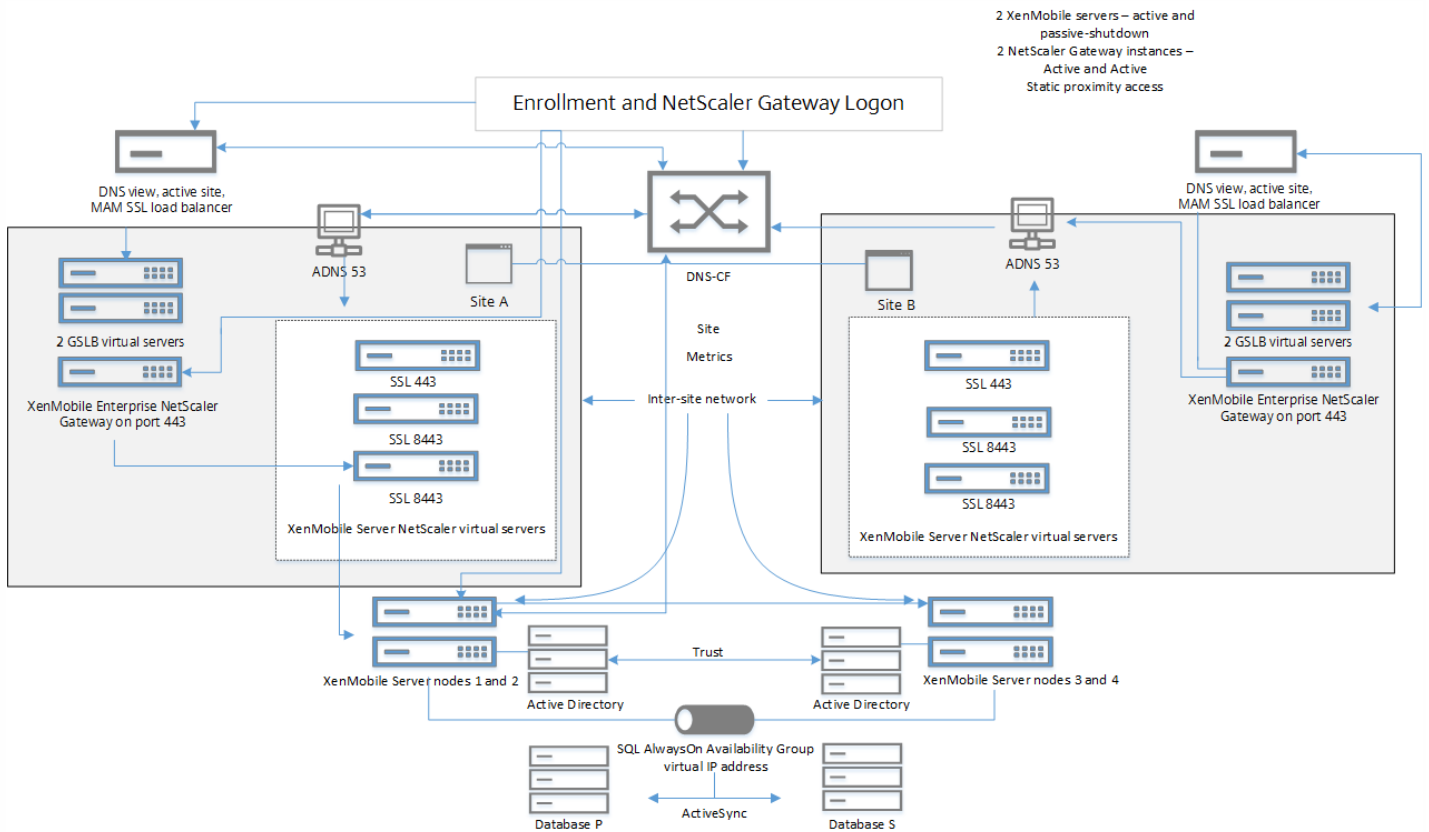 2 XenMobile servers – active and
passive-shutdown
2 NetScaler Gateway instances –
Active and Active
Static proximity access
Enrollment and NetScaler Gateway Logon
DNS view, active site,
MAM SSL load balancer
DNS view, active site,
MAM SSL load balancer
ADNS 53
DNS-CF
ADNS 53
Site A
Site B
2 GSLB virtual servers
Site
Metrics
Inter-site network
2 GSLB virtual servers
XenMobile Enterprise NetScaler
Gateway on port 443
SSL 443
SSL 8443
SSL 8443
XenMobile Server NetScaler virtual servers
SSL 443
SSL 8443
SSL 8443
XenMobile Server NetScaler virtual servers
XenMobile Enterprise NetScaler
Gateway on port 443
XenMobile Server nodes 1 and 2
Active Directory
Trust
Active Directory
XenMobile Server nodes 3 and 4
SQL AlwaysOn Availability Group
virtual IP address
ActiveSync
Database P
Database S